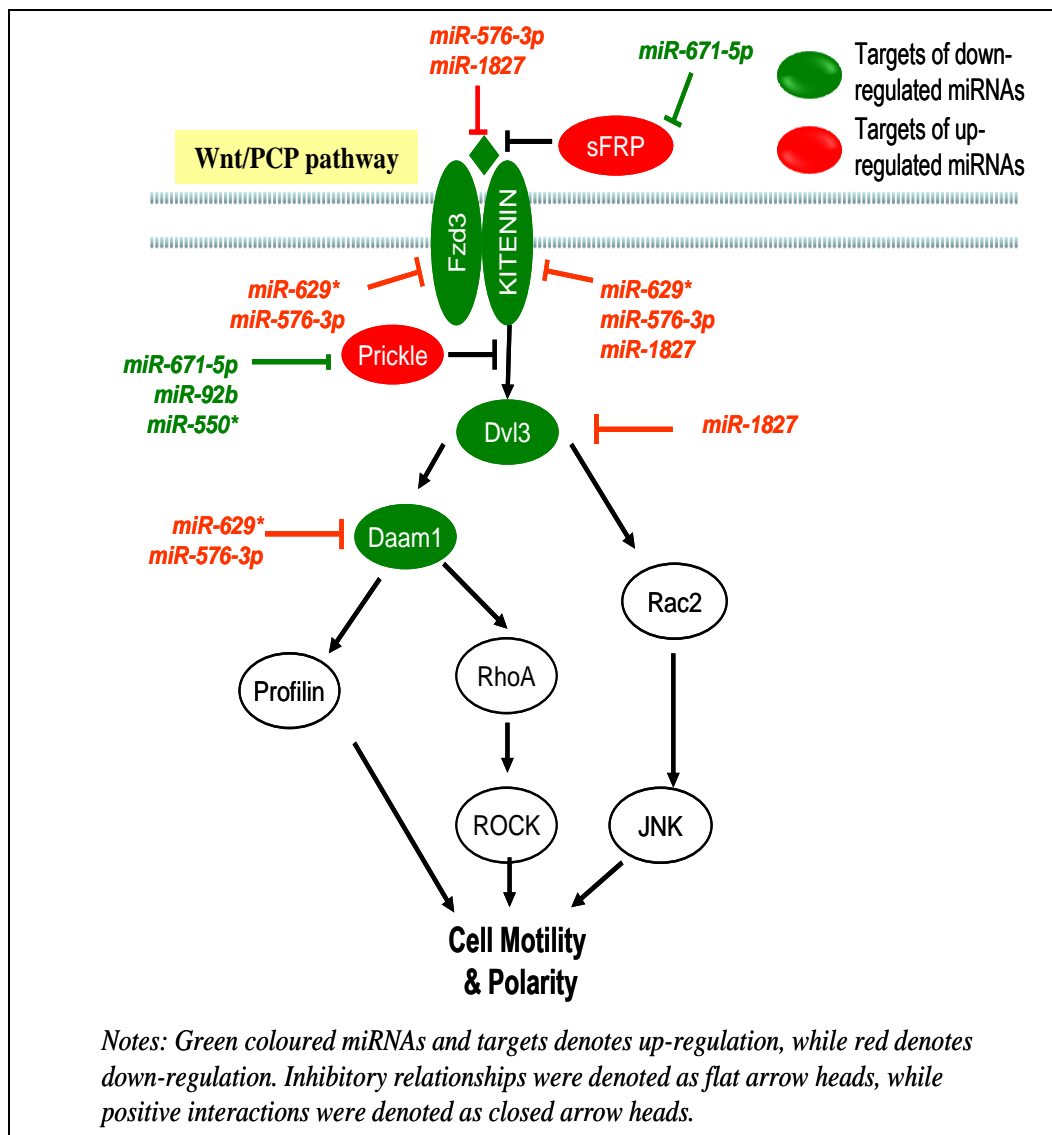 miR-576-3p
miR-1827
miR-671-5p
Targets of down-
regulated miRNAs
Targets of up-
regulated miRNAs
sFRP
Wnt/PCP pathway
Fzd3
KITENIN
miR-629*
miR-576-3p
miR-629*
miR-576-3p
miR-1827
Prickle
miR-671-5p
miR-92b
miR-550*
Dvl3
miR-1827
miR-629*
miR-576-3p
Daam1
Rac2
Profilin
RhoA
ROCK
JNK
Cell Motility
& Polarity
Notes: Green coloured miRNAs and targets denotes up-regulation, while red denotes
down-regulation. Inhibitory relationships were denoted as flat arrow heads, while
positive interactions were denoted as closed arrow heads.